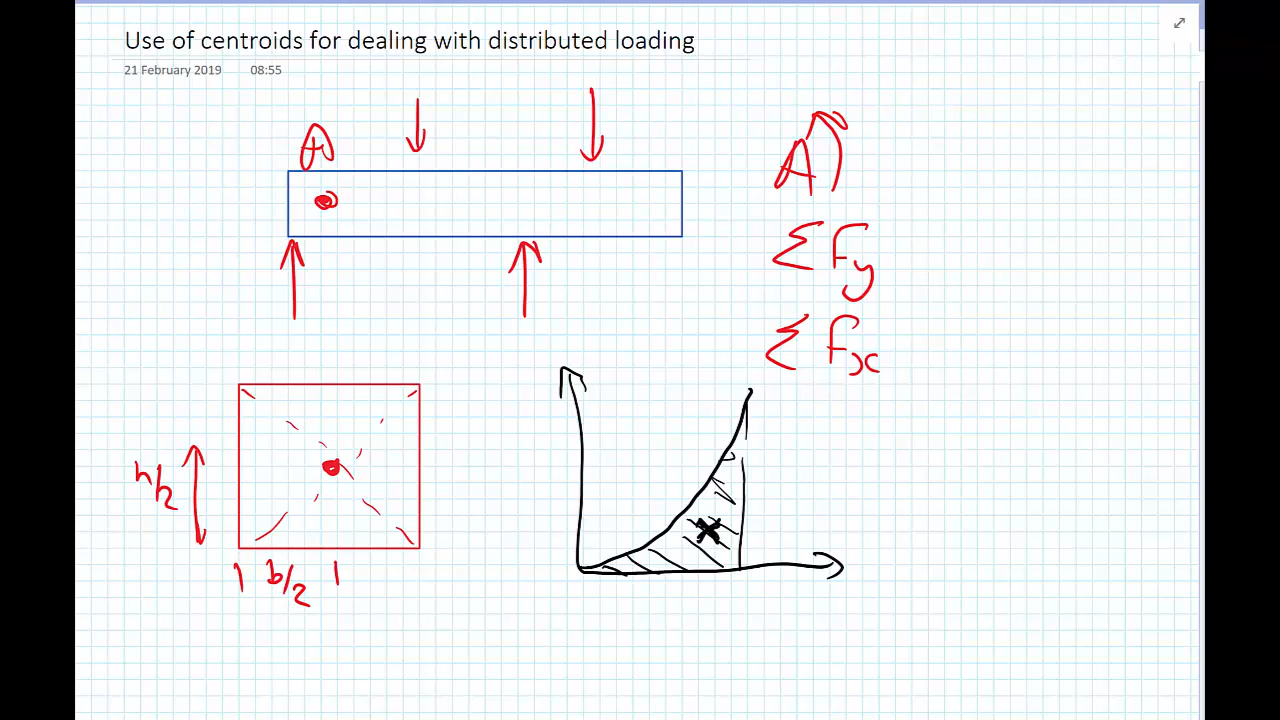 Use of centroids for dealing with distributed loading
21 February 2019 08:55
A
A
ΣFy
ΣFx
h/2
b/2